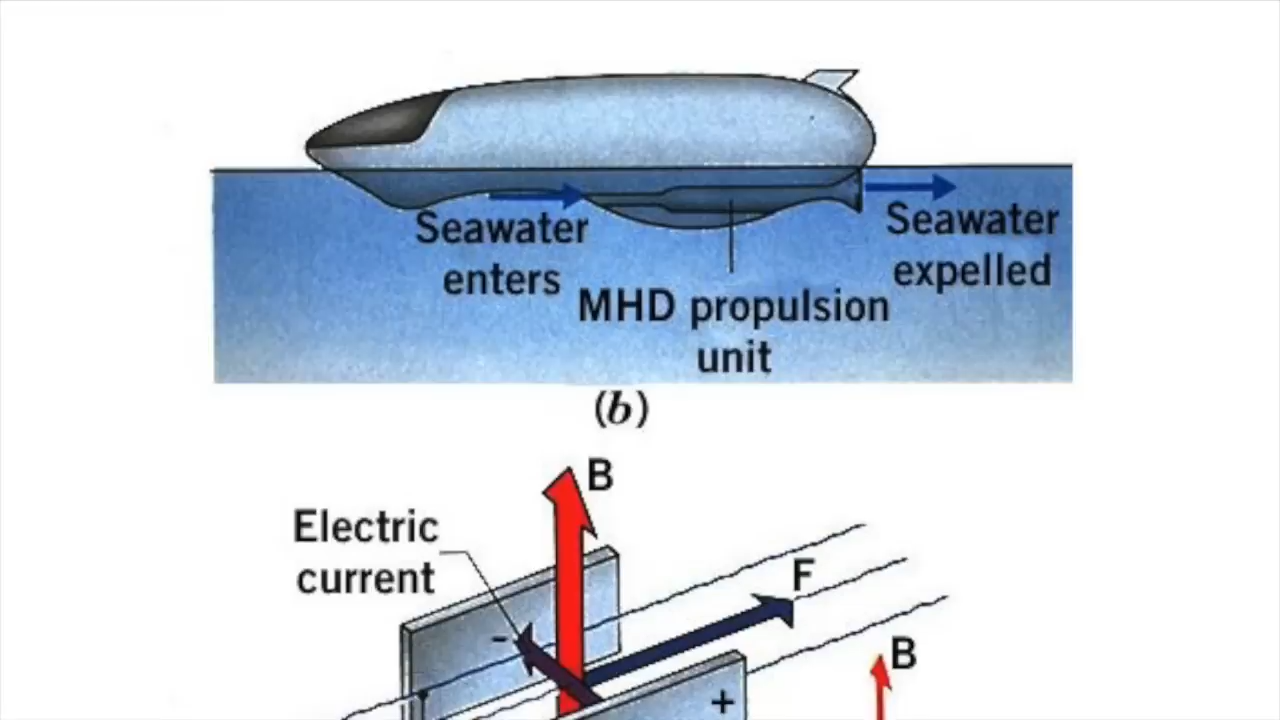 Seawater
enters
Seawater
expelled
MHD propulsion
unit
(b)
B
Electric
current
F
-
B
+